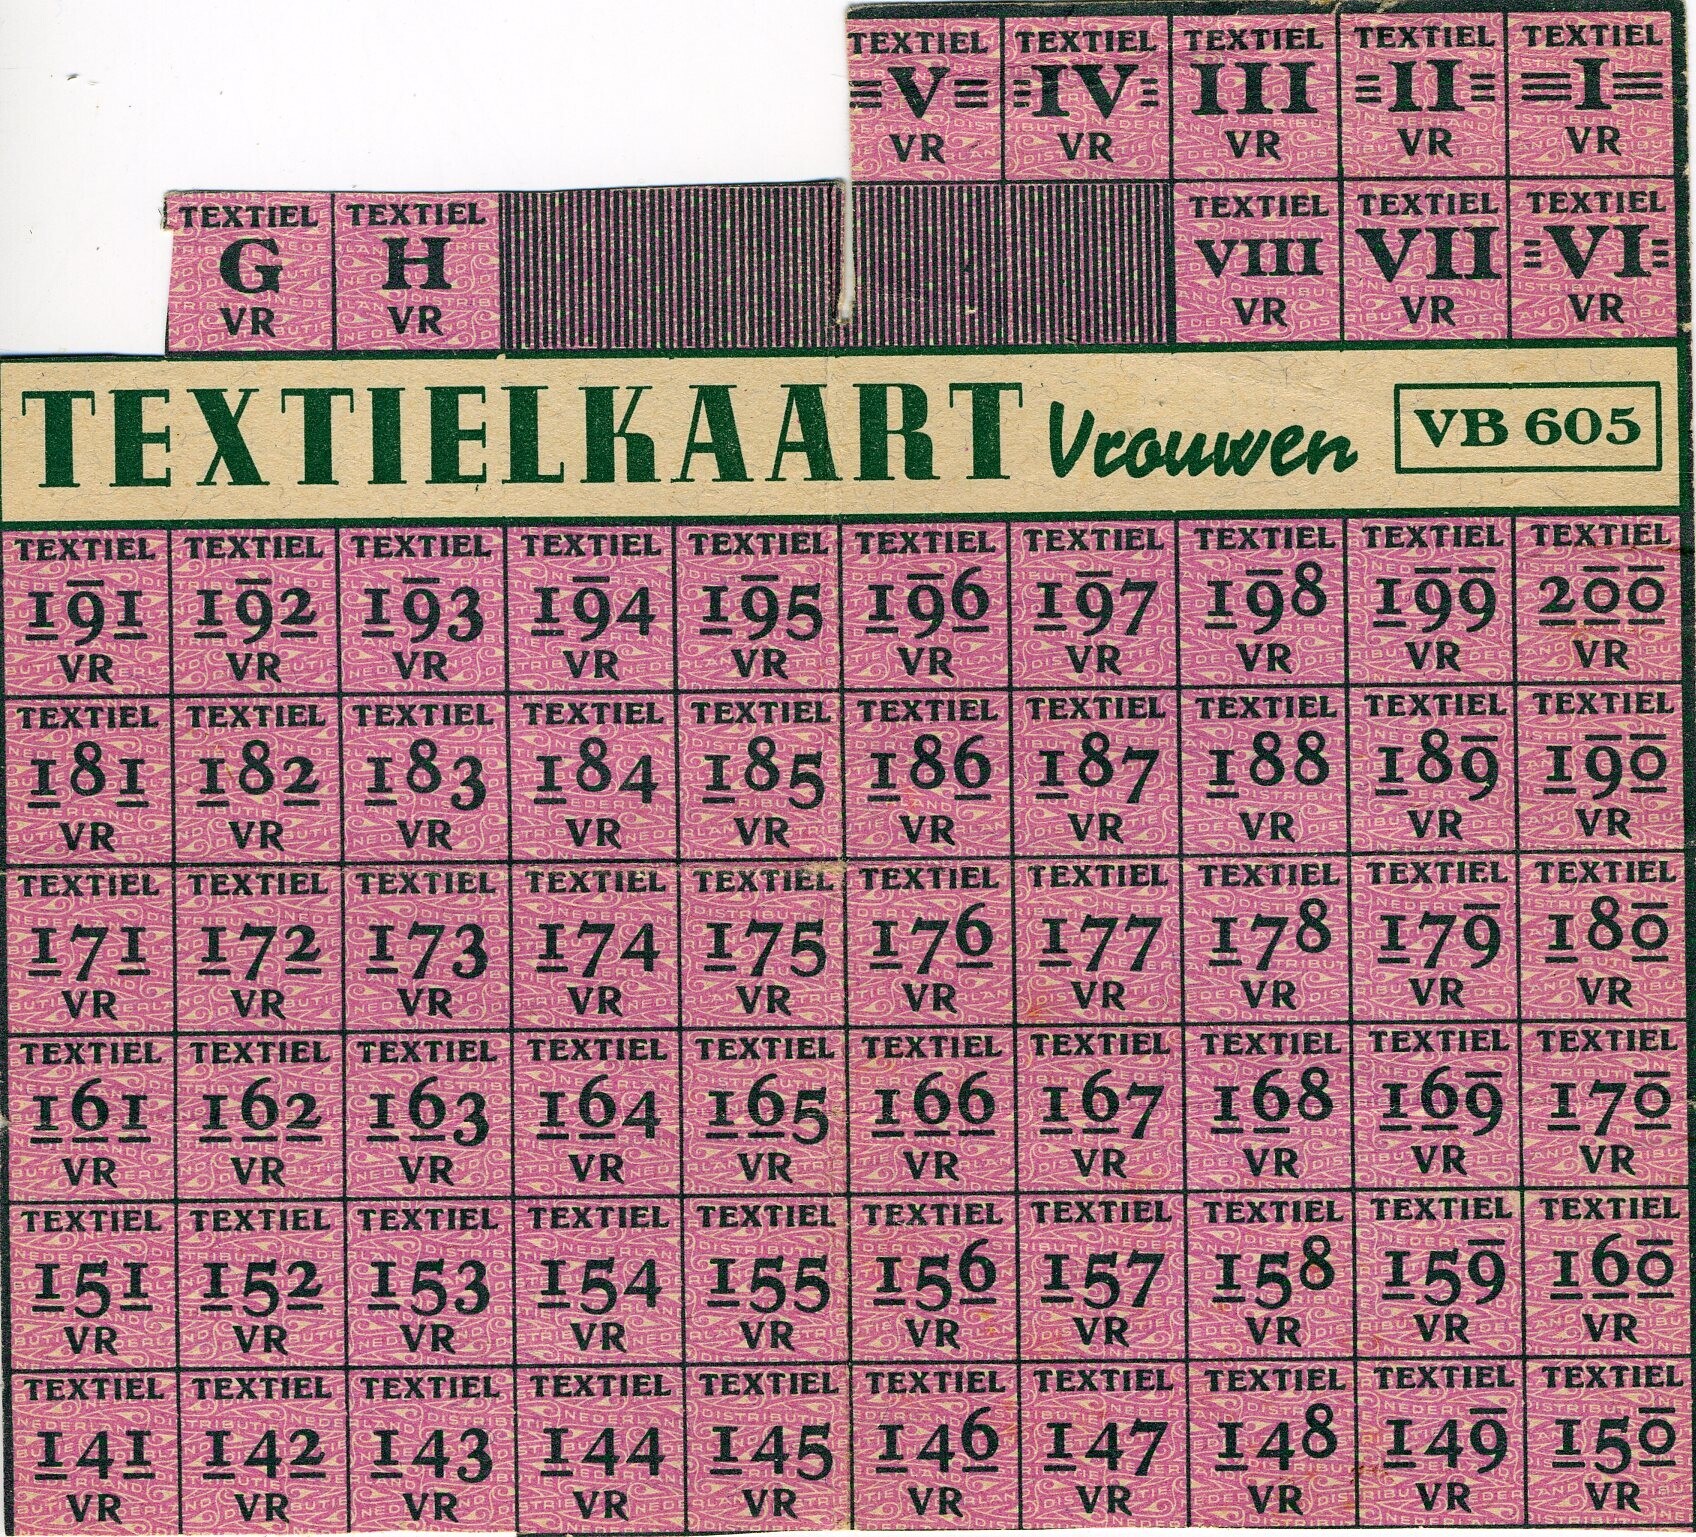 TEXTIEL TEXTIEL TEXTIEL TEXTIEL TEXTIEL
V IV III II I
VR VR VR VR VR
TEXTIEL TEXTIEL TEXTIEL TEXTIEL TEXTIEL
G H VIII VII VI
VR VR VR VR VR
TEXTIELKAART Vrouwen VB 605
TEXTIEL TEXTIEL TEXTIEL TEXTIEL TEXTIEL TEXTIEL TEXTIEL TEXTIEL TEXTIEL TEXTIEL
191 192 193 194 195 196 197 198 199 200
VR VR VR VR VR VR VR VR VR VR
TEXTIEL TEXTIEL TEXTIEL TEXTIEL TEXTIEL TEXTIEL TEXTIEL TEXTIEL TEXTIEL TEXTIEL
181 182 183 184 185 186 187 188 189 190
VR VR VR VR VR VR VR VR VR VR
TEXTIEL TEXTIEL TEXTIEL TEXTIEL TEXTIEL TEXTIEL TEXTIEL TEXTIEL TEXTIEL TEXTIEL
171 172 173 174 175 176 177 178 179 180
VR VR VR VR VR VR VR VR VR VR
TEXTIEL TEXTIEL TEXTIEL TEXTIEL TEXTIEL TEXTIEL TEXTIEL TEXTIEL TEXTIEL TEXTIEL
161 162 163 164 165 166 167 168 169 170
VR VR VR VR VR VR VR VR VR VR
TEXTIEL TEXTIEL TEXTIEL TEXTIEL TEXTIEL TEXTIEL TEXTIEL TEXTIEL TEXTIEL TEXTIEL
151 152 153 154 155 156 157 158 159 160
VR VR VR VR VR VR VR VR VR VR
TEXTIEL TEXTIEL TEXTIEL TEXTIEL TEXTIEL TEXTIEL TEXTIEL TEXTIEL TEXTIEL TEXTIEL
141 142 143 144 145 146 147 148 149 150
VR VR VR VR VR VR VR VR VR VR